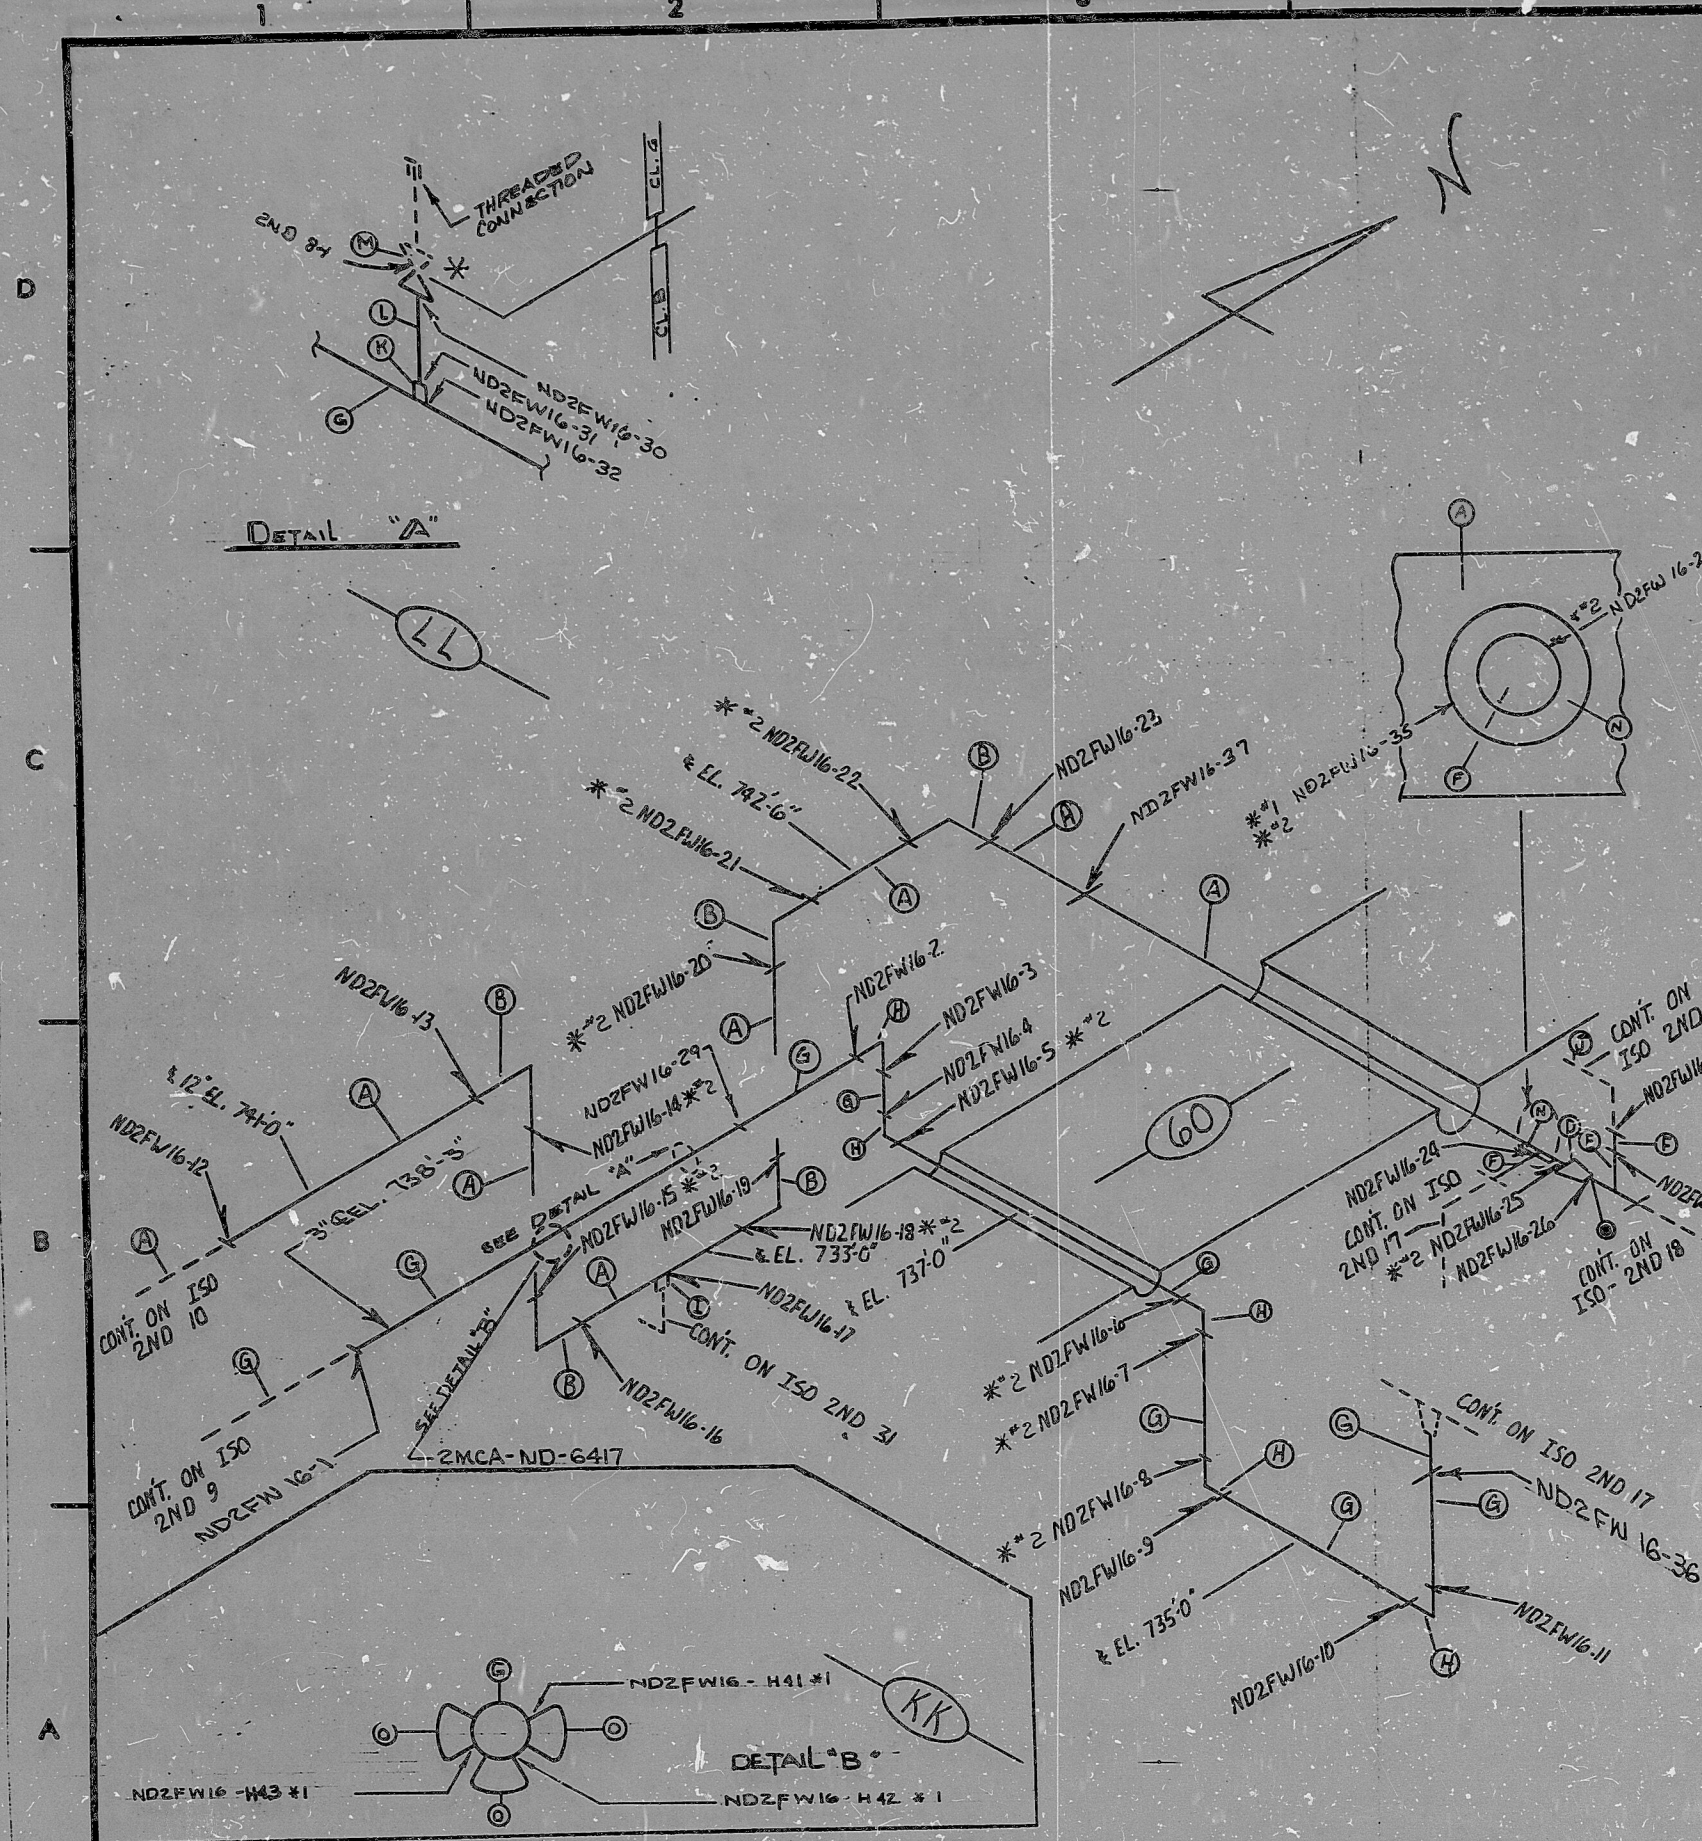 1
2
D
C
B
A
N
THREADED
CONNECTION
CL. G
CL. B
2ND 84
M
*
L
K
G
ND2FW16-30
ND2FW16-31
ND2FW16-32
DETAIL "A"
LL
A
*#2 ND2FW 16-2
N
F
*#1 ND2FW16-35
*#2
*#2 ND2FW16-22
℄ EL. 742'-6"
*#2 ND2FW16-21
B
ND2FW16-23
A
ND2FW16-37
A
A
B
*#2 ND2FW16-20
A
ND2FW16-13
B
℄ 12" EL. 741'-0"
A
ND2FW16-12
A
CONT. ON ISO
2ND 10
3" ℄ EL. 738'-3"
A
G
ND2FW16-29
ND2FW16-14 *#2
"A"
SEE DETAIL
ND2FW16-15 *#2
ND2FW16-19
G
ND2FW16-2
H
ND2FW16-3
ND2FW16-4
ND2FW16-5 *#2
G
H
B
ND2FW16-18 *#2
℄ EL. 733'-0"
A
I
ND2FW16-17
℄ EL. 737'-0"
CONT. ON ISO 2ND 31
B
ND2FW16-16
SEE DETAIL "B"
2MCA-ND-6417
G
CONT. ON ISO
2ND 9
ND2FW 16-1
60
J
CONT. ON
ISO 2ND
ND2FW16
N
D
F
E
F
ND2FW16-24
CONT. ON ISO
2ND 17
*#2 ND2FW16-25
ND2FW16-26
CONT. ON
ISO - 2ND 18
G
H
*#2 ND2FW16-6
*#2 ND2FW16-7
G
H
*#2 ND2FW16-8
ND2FW16-9
℄ EL. 735'-0"
G
G
CONT. ON ISO 2ND 17
G
ND2FW 16-36
ND2FW16-11
ND2FW16-10
H
G
ND2FW16 - H41 *1
O
O
KK
DETAIL "B"
ND2FW16 - H43 *1
ND2FW16 - H42 *1
O